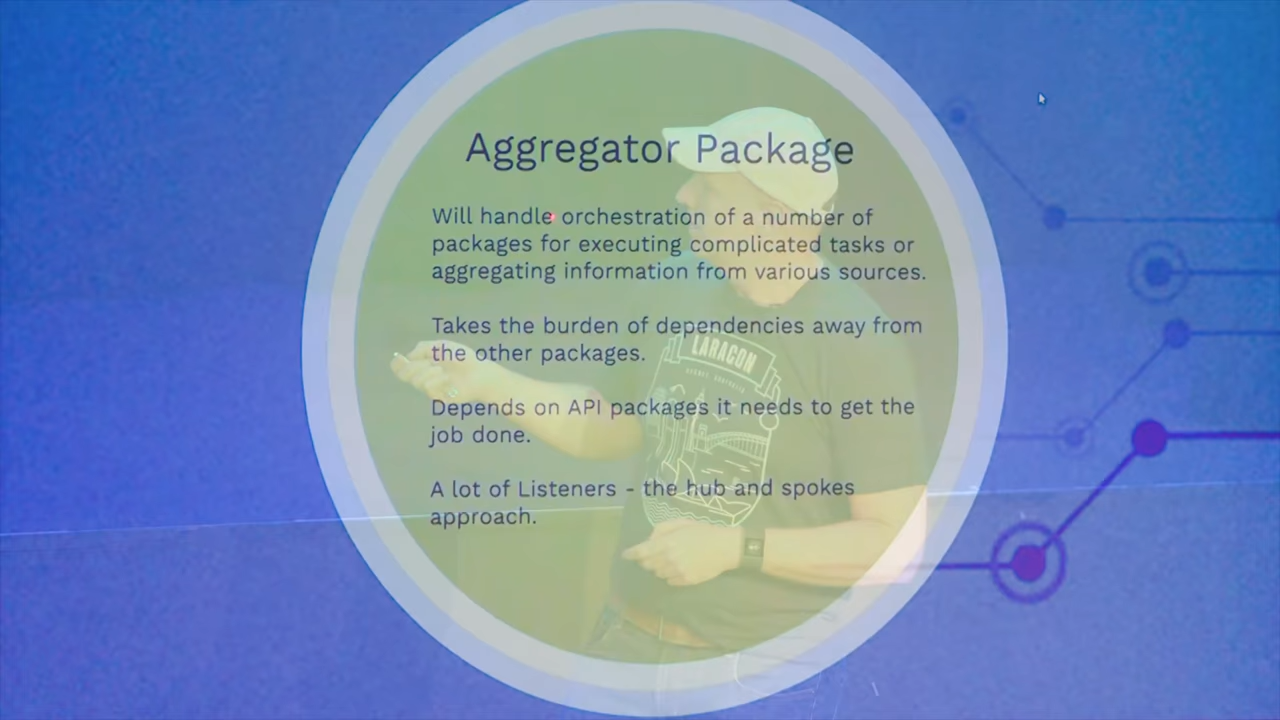 Aggregator Package
Will handle orchestration of a number of
packages for executing complicated tasks or
aggregating information from various sources.
Takes the burden of dependencies away from
the other packages.
LARACON
Depends on API packages it needs to get the
job done.
A lot of Listeners - the hub and spokes
approach.